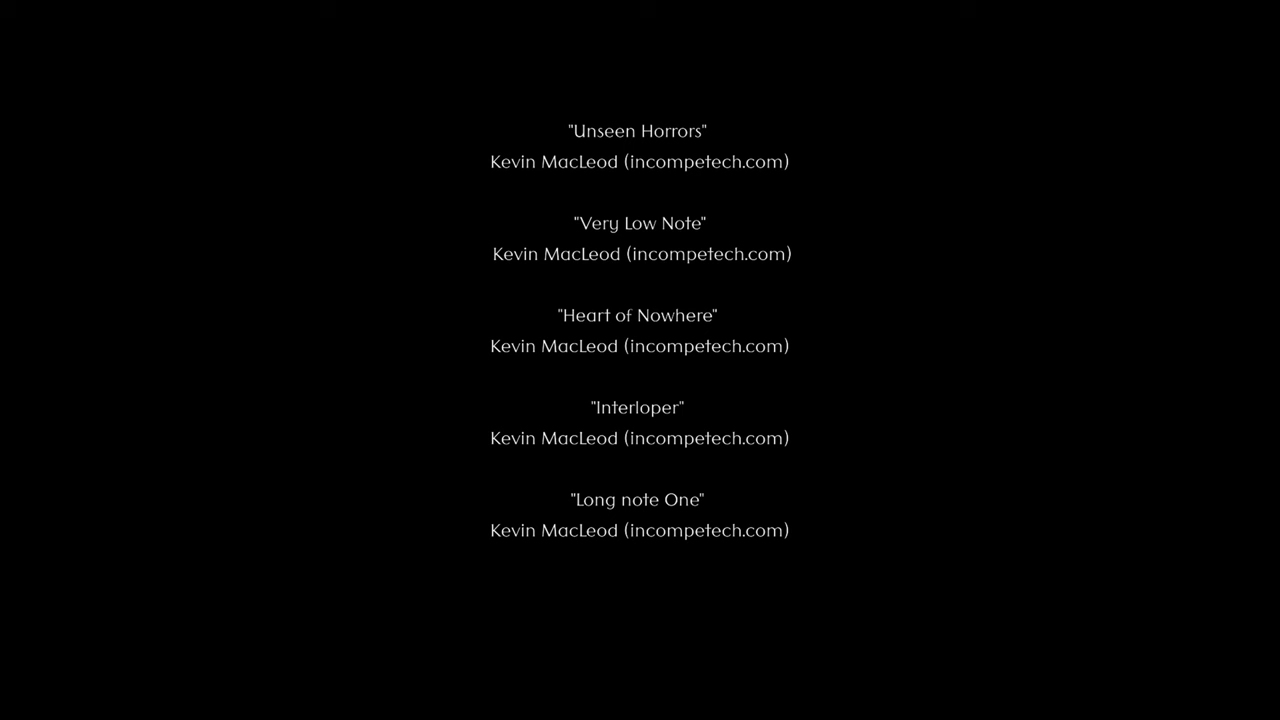 "Unseen Horrors"
Kevin MacLeod (incompetech.com)
"Very Low Note"
Kevin MacLeod (incompetech.com)
"Heart of Nowhere"
Kevin MacLeod (incompetech.com)
"Interloper"
Kevin MacLeod (incompetech.com)
"Long note One"
Kevin MacLeod (incompetech.com)